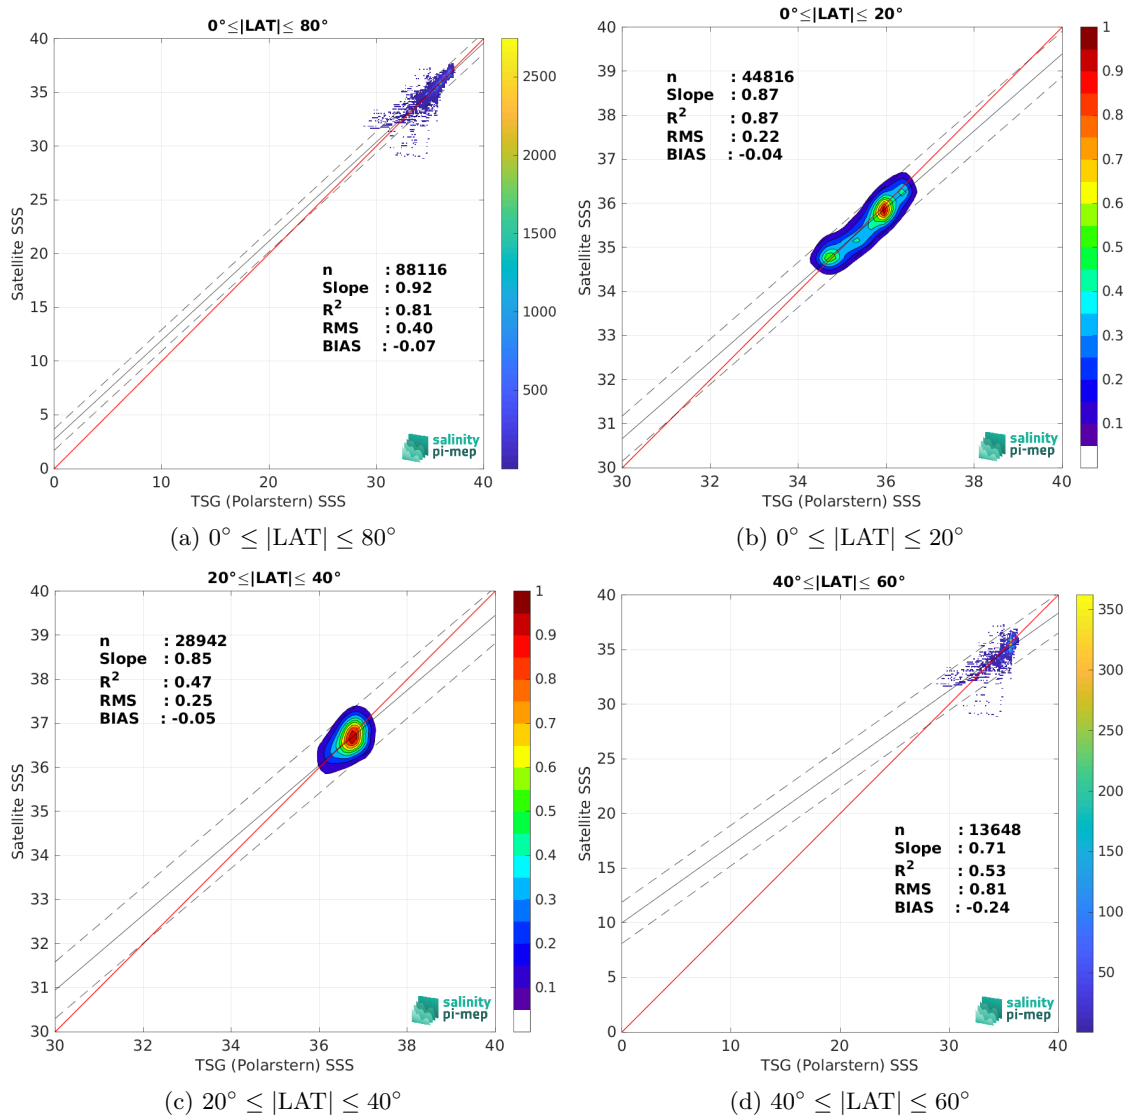 0°≤|LAT|≤ 80°
40
35
30
25
20
15
10
5
0
Satellite SSS
n : 88116
Slope : 0.92
R² : 0.81
RMS : 0.40
BIAS : -0.07
salinity
pi-mep
0 10 20 30 40
TSG (Polarstern) SSS
2500
2000
1500
1000
500
(a) 0° ≤ |LAT| ≤ 80°
0°≤|LAT|≤ 20°
40
39
38
37
36
35
34
33
32
31
30
Satellite SSS
n : 44816
Slope : 0.87
R² : 0.87
RMS : 0.22
BIAS : -0.04
salinity
pi-mep
30 32 34 36 38 40
TSG (Polarstern) SSS
1
0.9
0.8
0.7
0.6
0.5
0.4
0.3
0.2
0.1
(b) 0° ≤ |LAT| ≤ 20°
20°≤|LAT|≤ 40°
40
39
38
37
36
35
34
33
32
31
30
Satellite SSS
n : 28942
Slope : 0.85
R² : 0.47
RMS : 0.25
BIAS : -0.05
salinity
pi-mep
30 32 34 36 38 40
TSG (Polarstern) SSS
1
0.9
0.8
0.7
0.6
0.5
0.4
0.3
0.2
0.1
(c) 20° ≤ |LAT| ≤ 40°
40°≤|LAT|≤ 60°
40
35
30
25
20
15
10
5
0
Satellite SSS
n : 13648
Slope : 0.71
R² : 0.53
RMS : 0.81
BIAS : -0.24
salinity
pi-mep
0 10 20 30 40
TSG (Polarstern) SSS
350
300
250
200
150
100
50
(d) 40° ≤ |LAT| ≤ 60°